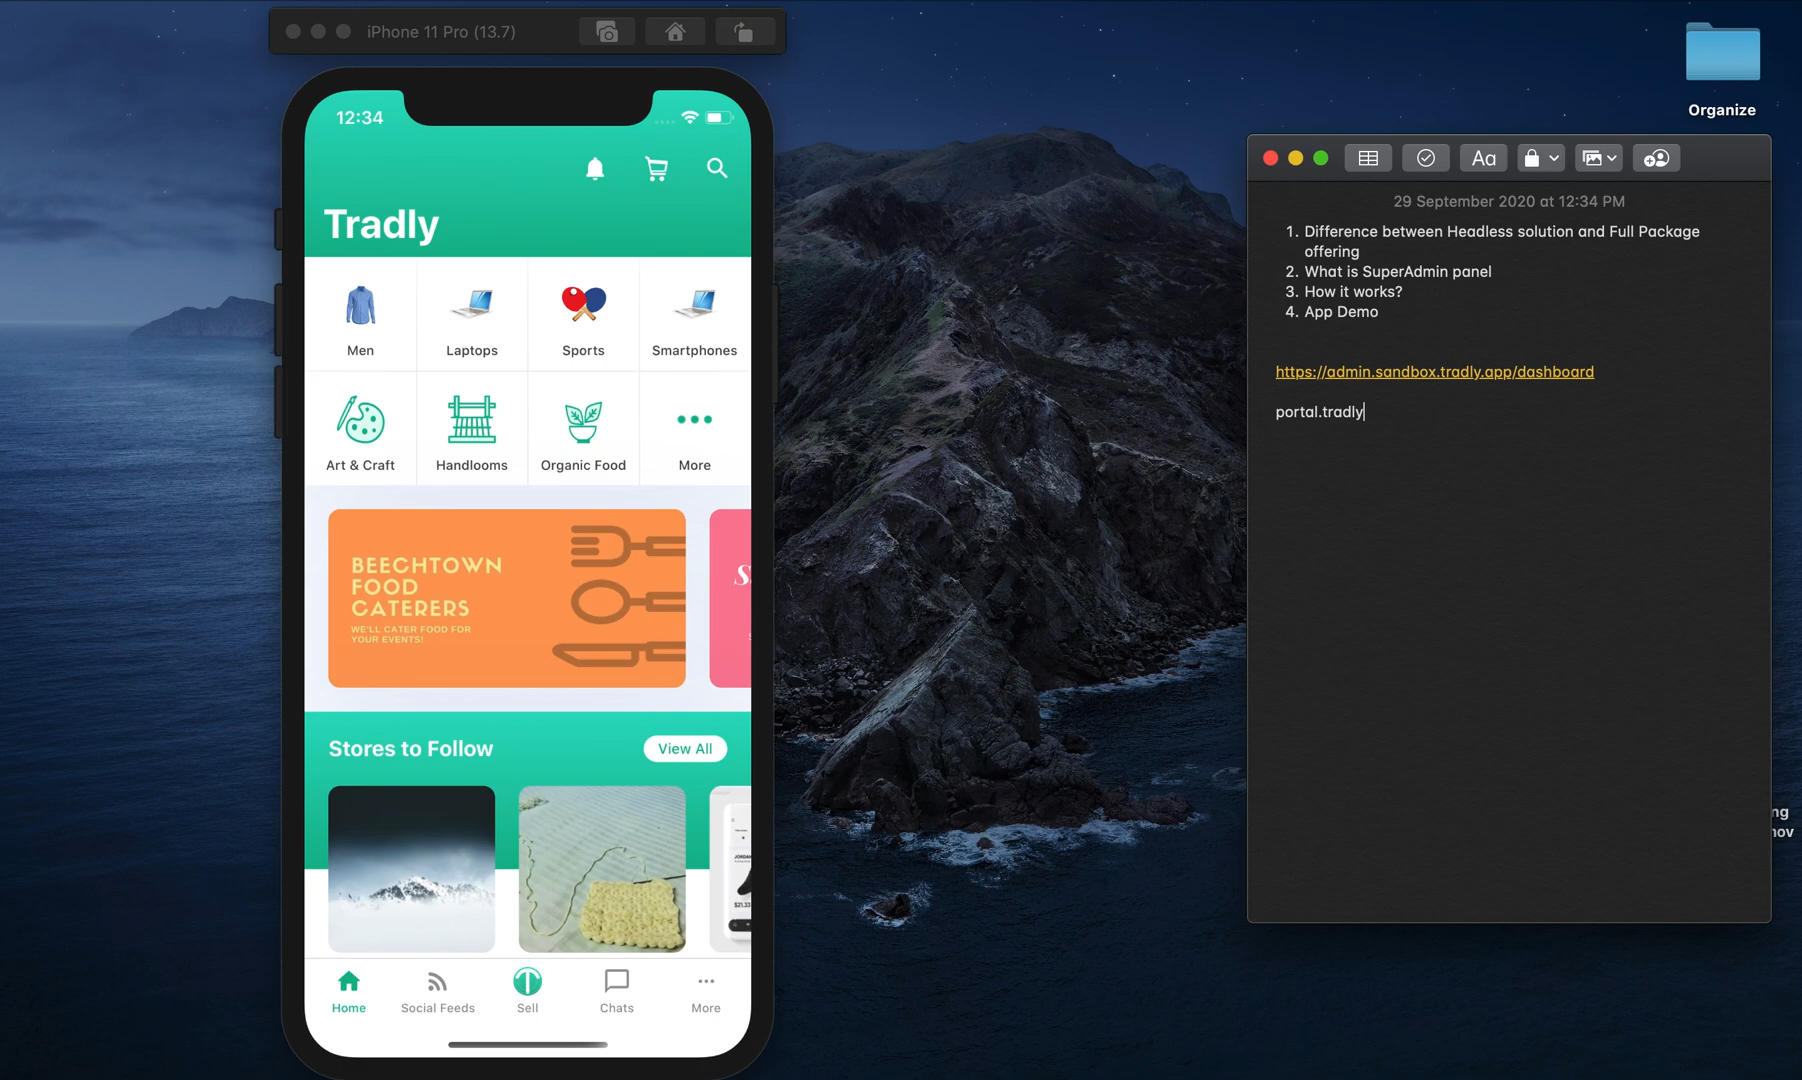 iPhone 11 Pro (13.7)
12:34
Tradly
Men
Laptops
Sports
Smartphones
Art & Craft
Handlooms
Organic Food
More
BEECHTOWN
FOOD
CATERERS
WE'LL CATER FOOD FOR
YOUR EVENTS!
Stores to Follow
View All
$21.33
Home
Social Feeds
Sell
Chats
More
Organize
Aa
29 September 2020 at 12:34 PM
1. Difference between Headless solution and Full Package
offering
2. What is SuperAdmin panel
3. How it works?
4. App Demo
https://admin.sandbox.tradly.app/dashboard
portal.tradly
ng
nov